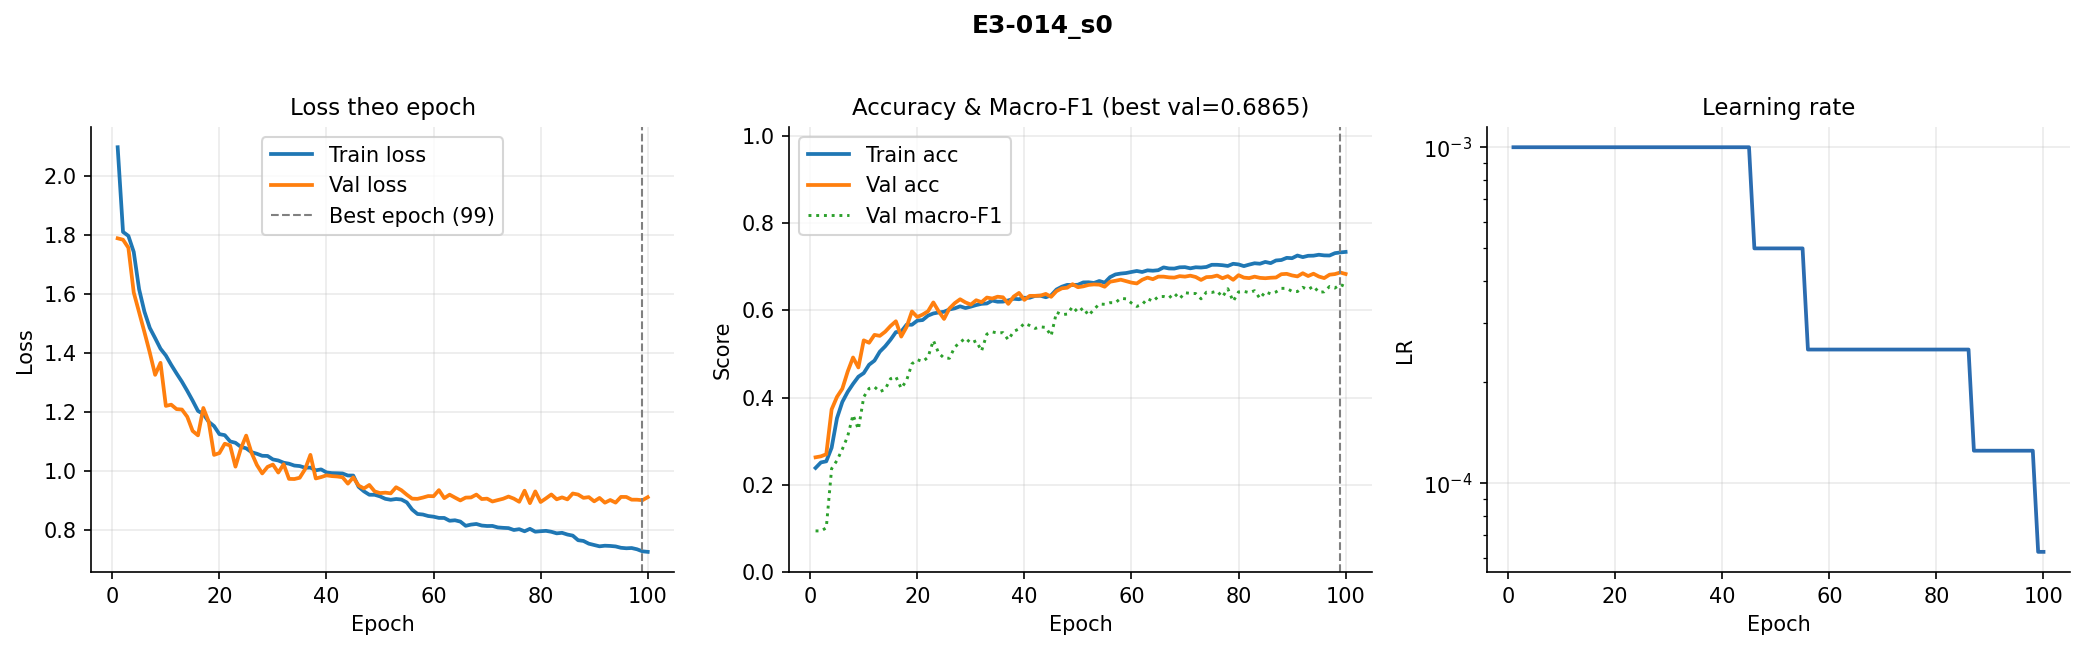 E3-014_s0
Loss theo epoch
Loss
2.0
1.8
1.6
1.4
1.2
1.0
0.8
Train loss
Val loss
Best epoch (99)
0 20 40 60 80 100
Epoch
Accuracy & Macro-F1 (best val=0.6865)
Score
1.0
0.8
0.6
0.4
0.2
0.0
Train acc
Val acc
Val macro-F1
0 20 40 60 80 100
Epoch
Learning rate
LR
10⁻³
10⁻⁴
0 20 40 60 80 100
Epoch